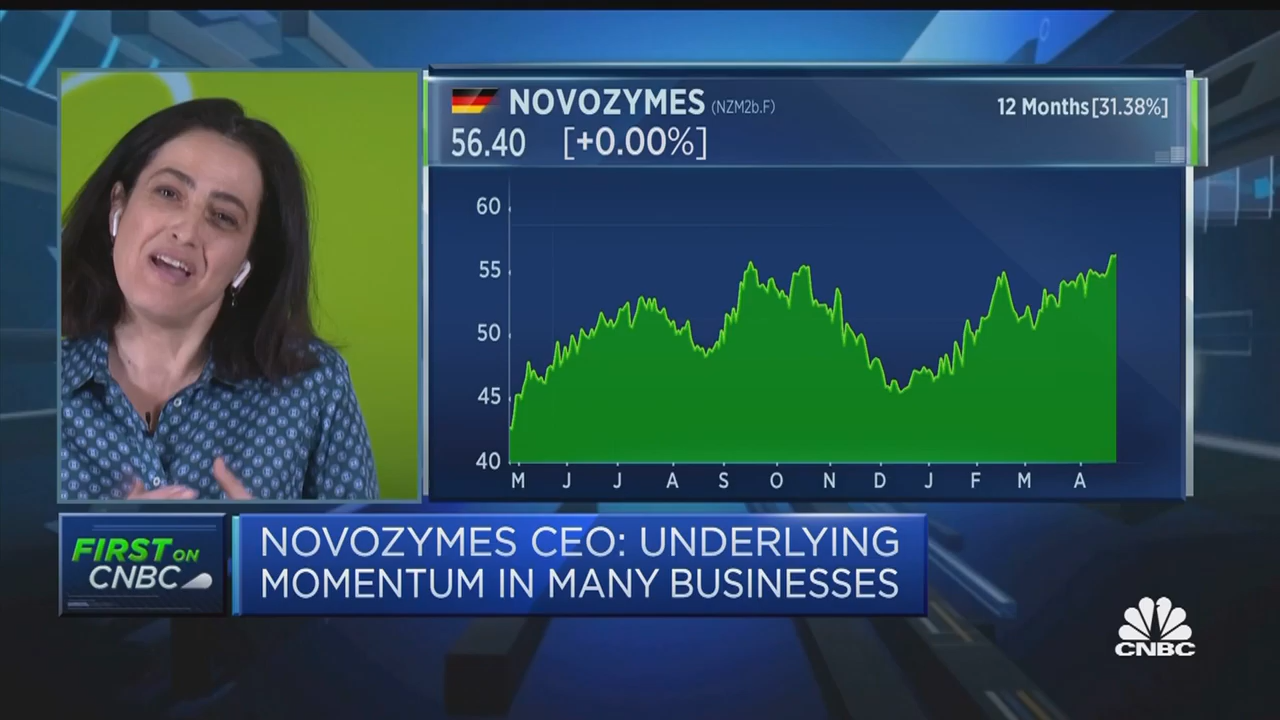 NOVOZYMES (NZM2b.F)
12 Months[31.38%]
56.40 [+0.00%]
60
55
50
45
40
M J J A S O N D J F M A
FIRST ON
CNBC
NOVOZYMES CEO: UNDERLYING
MOMENTUM IN MANY BUSINESSES
CNBC